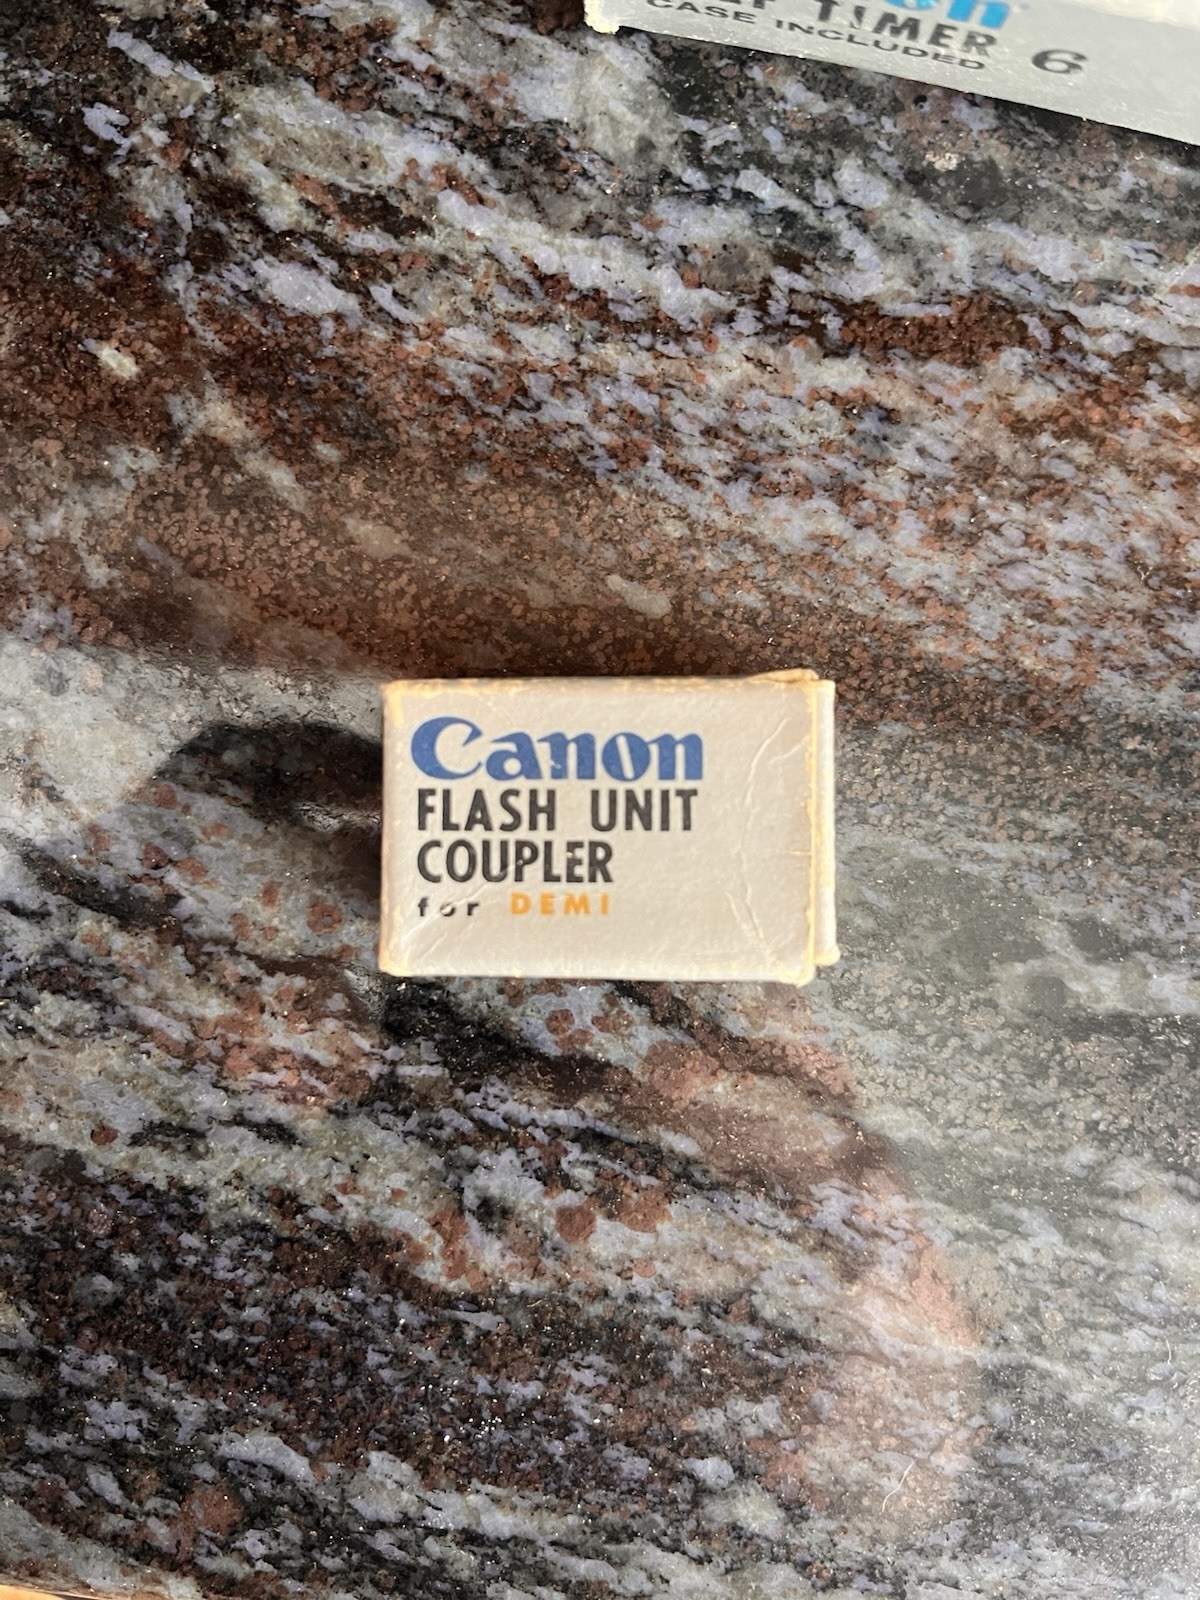 TIMER 6
CASE INCLUDED
Canon
FLASH UNIT
COUPLER
for DEMI